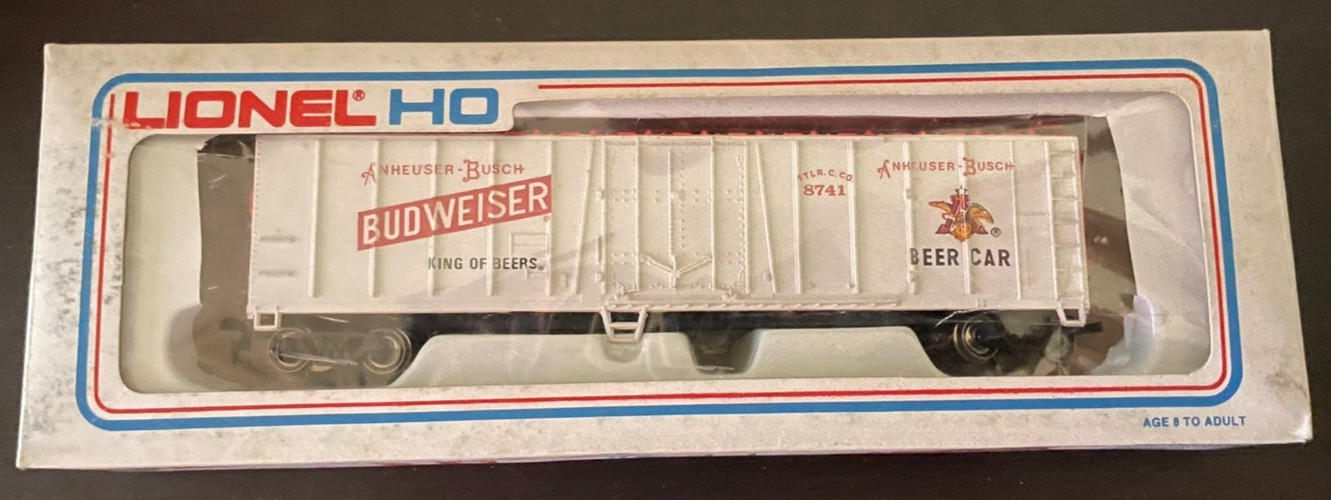 LIONEL® HO
ANHEUSER-BUSCH
BUDWEISER®
KING OF BEERS®
STLR.C.CO.
8741
ANHEUSER-BUSCH
®
BEER CAR
AGE 8 TO ADULT